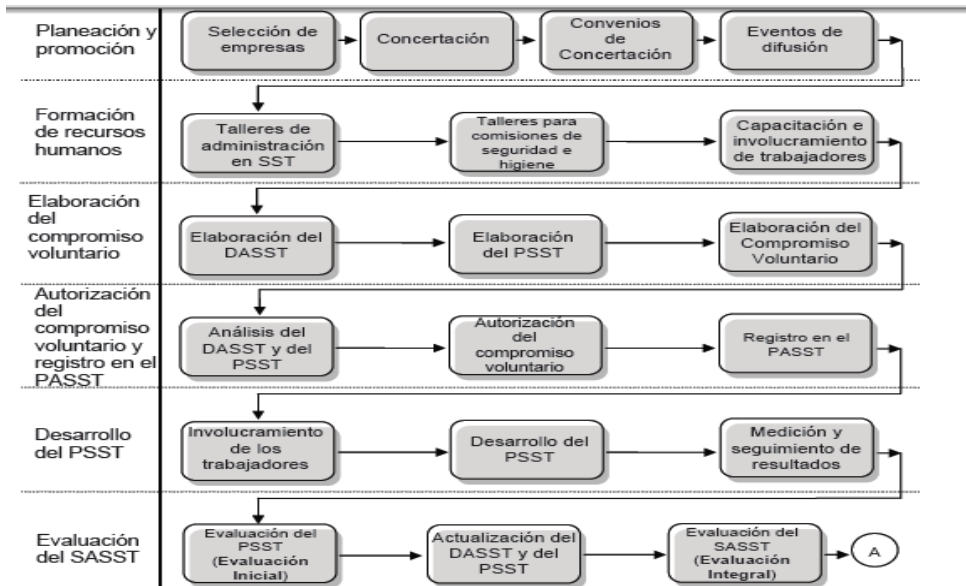 Planeación y
promoción
Selección de
empresas
Concertación
Convenios
de
Concertación
Eventos de
difusión
Formación
de recursos
humanos
Talleres de
administración
en SST
Talleres para
comisiones de
seguridad e
higiene
Capacitación e
involucramiento
de trabajadores
Elaboración
del
compromiso
voluntario
Elaboración del
DASST
Elaboración
del PSST
Elaboración del
Compromiso
Voluntario
Autorización
del
compromiso
voluntario y
registro en el
PASST
Análisis del
DASST y del
PSST
Autorización
del
compromiso
voluntario
Registro en el
PASST
Desarrollo
del PSST
Involucramiento
de los
trabajadores
Desarrollo del
PSST
Medición y
seguimiento de
resultados
Evaluación
del SASST
Evaluación del
PSST
(Evaluación
Inicial)
Actualización del
DASST y del
PSST
Evaluación del
SASST
(Evaluación
Integral)
A